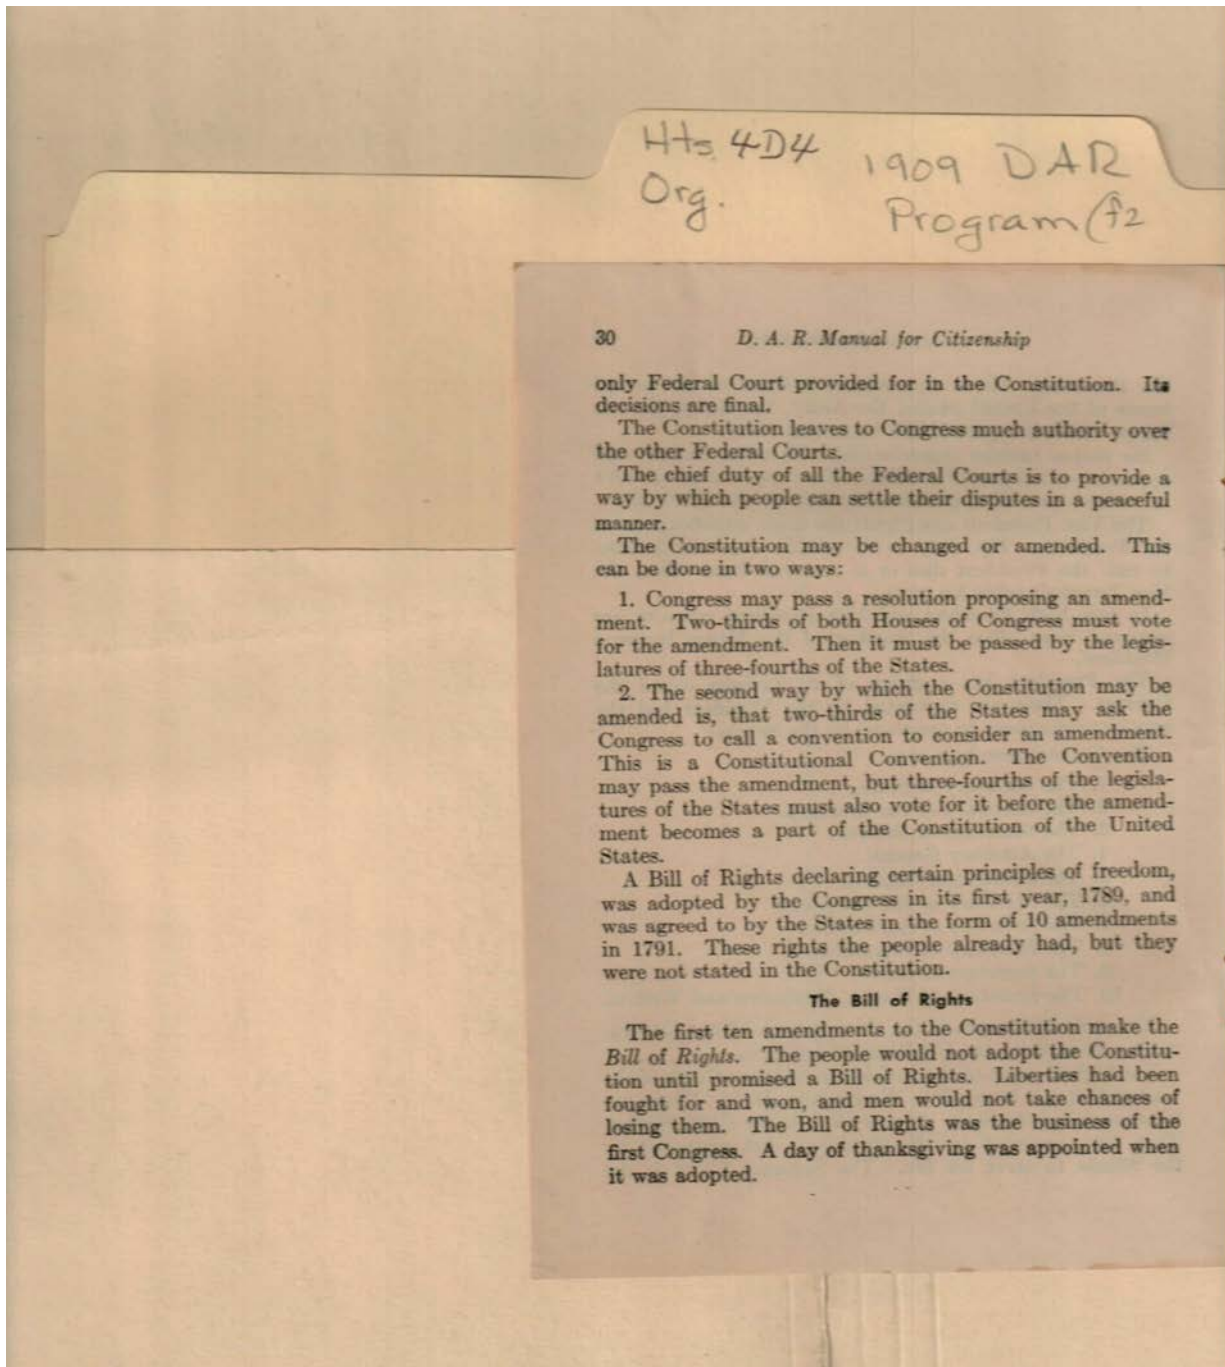 Hts. 4D4
Org.
1909 DAR
Program (f2
30 D. A. R. Manual for Citizenship
only Federal Court provided for in the Constitution. Its
decisions are final.
The Constitution leaves to Congress much authority over
the other Federal Courts.
The chief duty of all the Federal Courts is to provide a
way by which people can settle their disputes in a peaceful
manner.
The Constitution may be changed or amended. This
can be done in two ways:
1. Congress may pass a resolution proposing an amend-
ment. Two-thirds of both Houses of Congress must vote
for the amendment. Then it must be passed by the legis-
latures of three-fourths of the States.
2. The second way by which the Constitution may be
amended is, that two-thirds of the States may ask the
Congress to call a convention to consider an amendment.
This is a Constitutional Convention. The Convention
may pass the amendment, but three-fourths of the legisla-
tures of the States must also vote for it before the amend-
ment becomes a part of the Constitution of the United
States.
A Bill of Rights declaring certain principles of freedom,
was adopted by the Congress in its first year, 1789, and
was agreed to by the States in the form of 10 amendments
in 1791. These rights the people already had, but they
were not stated in the Constitution.
The Bill of Rights
The first ten amendments to the Constitution make the
Bill of Rights. The people would not adopt the Constitu-
tion until promised a Bill of Rights. Liberties had been
fought for and won, and men would not take chances of
losing them. The Bill of Rights was the business of the
first Congress. A day of thanksgiving was appointed when
it was adopted.